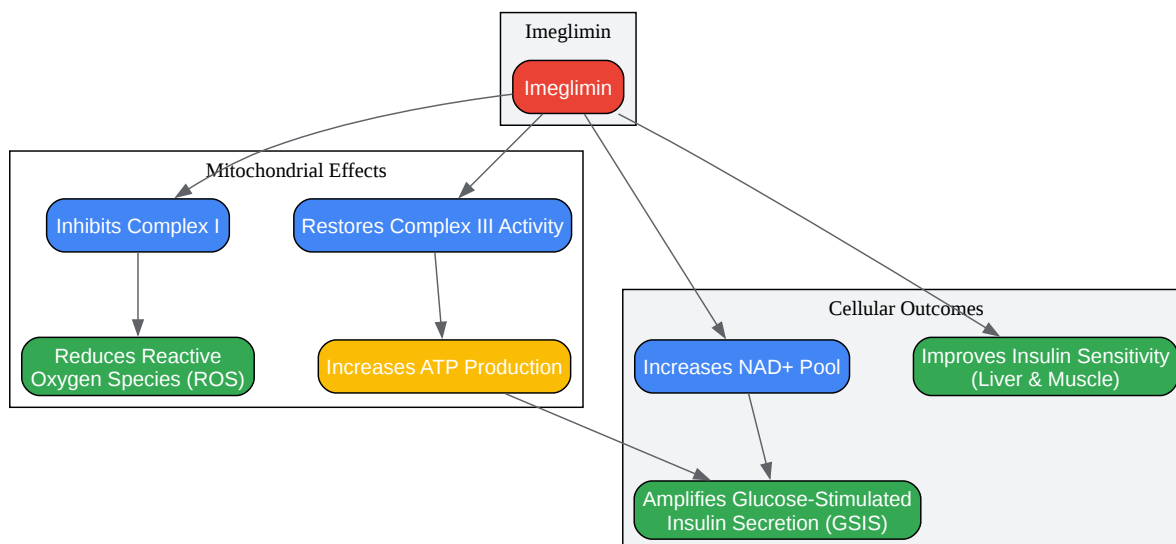 Imeglimin
Imeglimin
Mitochondrial Effects
Inhibits Complex I
Restores Complex III Activity
Reduces Reactive
Oxygen Species (ROS)
Increases ATP Production
Cellular Outcomes
Increases NAD+ Pool
Improves Insulin Sensitivity
(Liver & Muscle)
Amplifies Glucose-Stimulated
Insulin Secretion (GSIS)